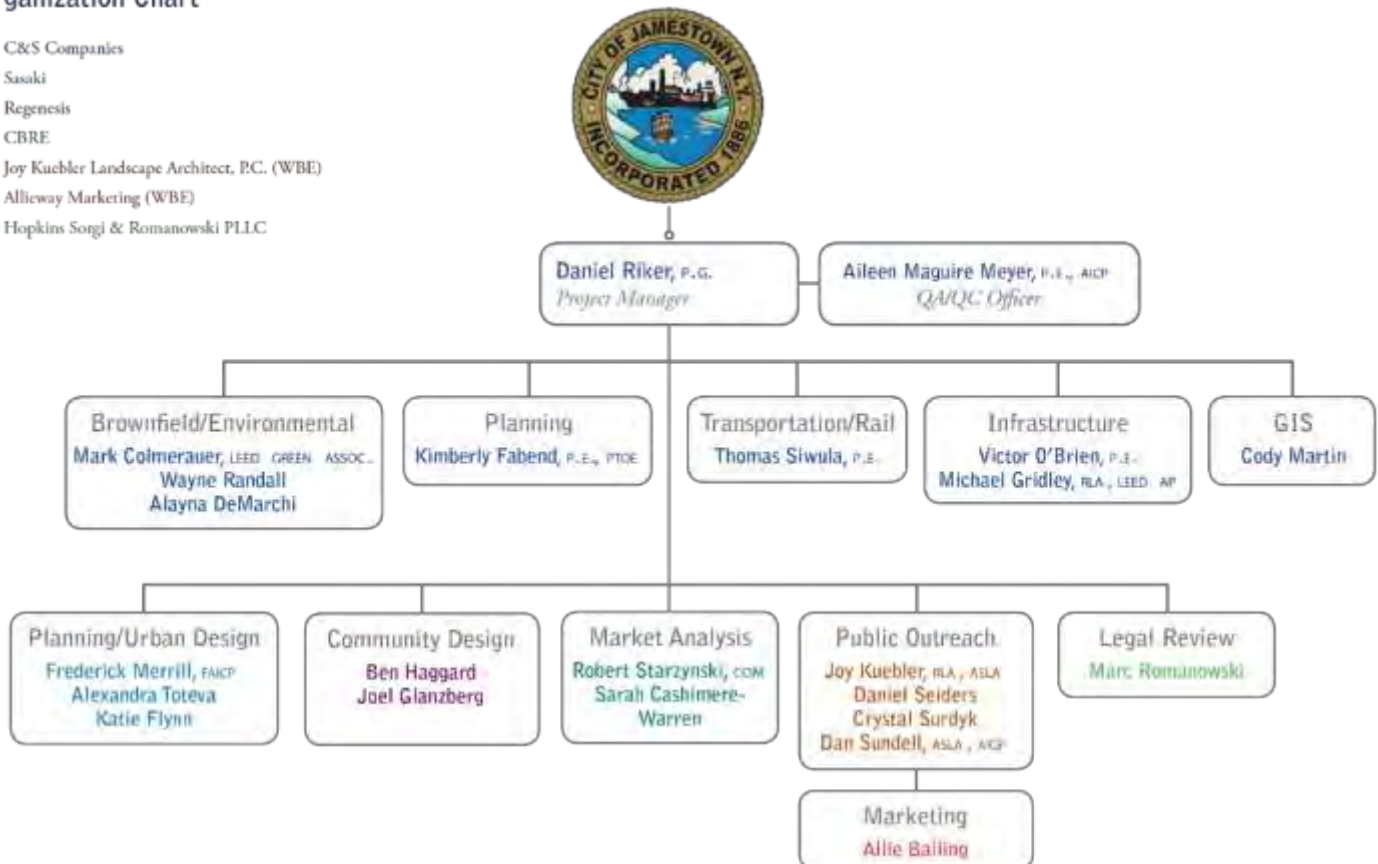 ganization Chart
C&S Companies
Sasaki
Regenesis
CBRE
Joy Kuebler Landscape Architect, P.C. (WBE)
Allieway Marketing (WBE)
Hopkins Sorgi & Romanowski PLLC
CITY OF JAMESTOWN N.Y.
INCORPORATED 1886
Daniel Riker, P.G.
Project Manager
Aileen Maguire Meyer, P.E., AICP
QA/QC Officer
Brownfield/Environmental
Mark Colmerauer, LEED GREEN ASSOC.
Wayne Randall
Alayna DeMarchi
Planning
Kimberly Fabend, P.E., PTOE
Transportation/Rail
Thomas Siwula, P.E.
Infrastructure
Victor O'Brien, P.E.
Michael Gridley, RLA, LEED AP
GIS
Cody Martin
Planning/Urban Design
Frederick Merrill, FAICP
Alexandra Toteva
Katie Flynn
Community Design
Ben Haggard
Joel Glanzberg
Market Analysis
Robert Starzynski, CCIM
Sarah Cashimere-
Warren
Public Outreach
Joy Kuebler, RLA, ASLA
Daniel Seiders
Crystal Surdyk
Dan Sundell, ASLA, AICP
Legal Review
Marc Romanowski
Marketing
Allie Balling